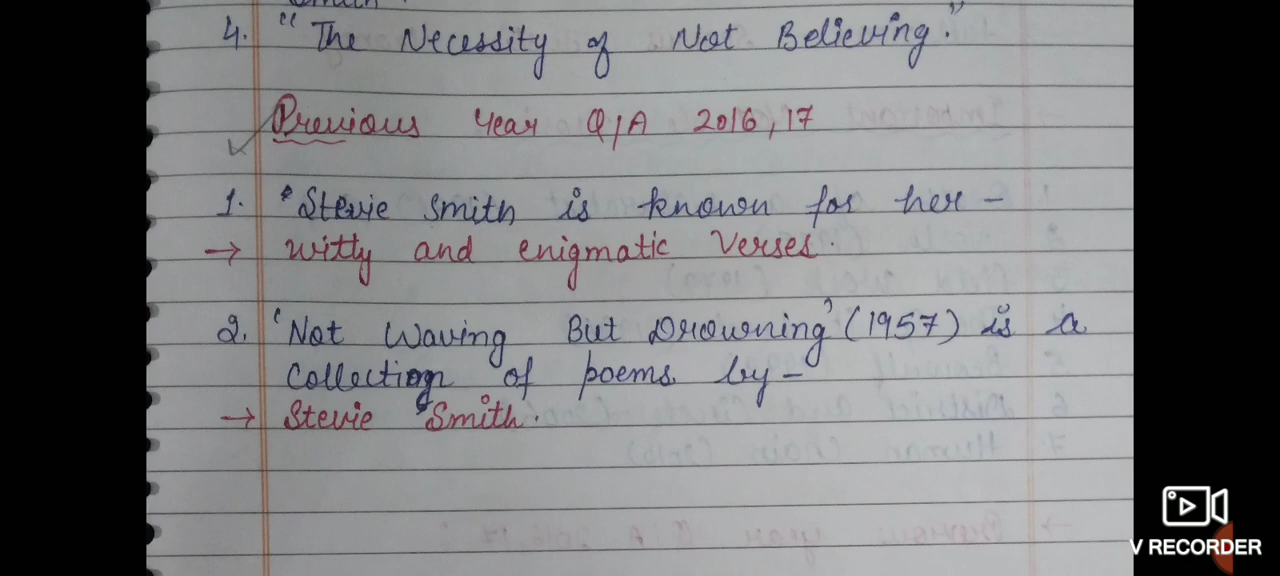 4. "The Necessity of Not Believing."
Previous Year Q/A 2016, 17
1. Stevie Smith is known for her -
→ witty and enigmatic verses.
2. 'Not Waving But Drowning' (1957) is a
collection of poems by -
→ Stevie Smith.
V RECORDER